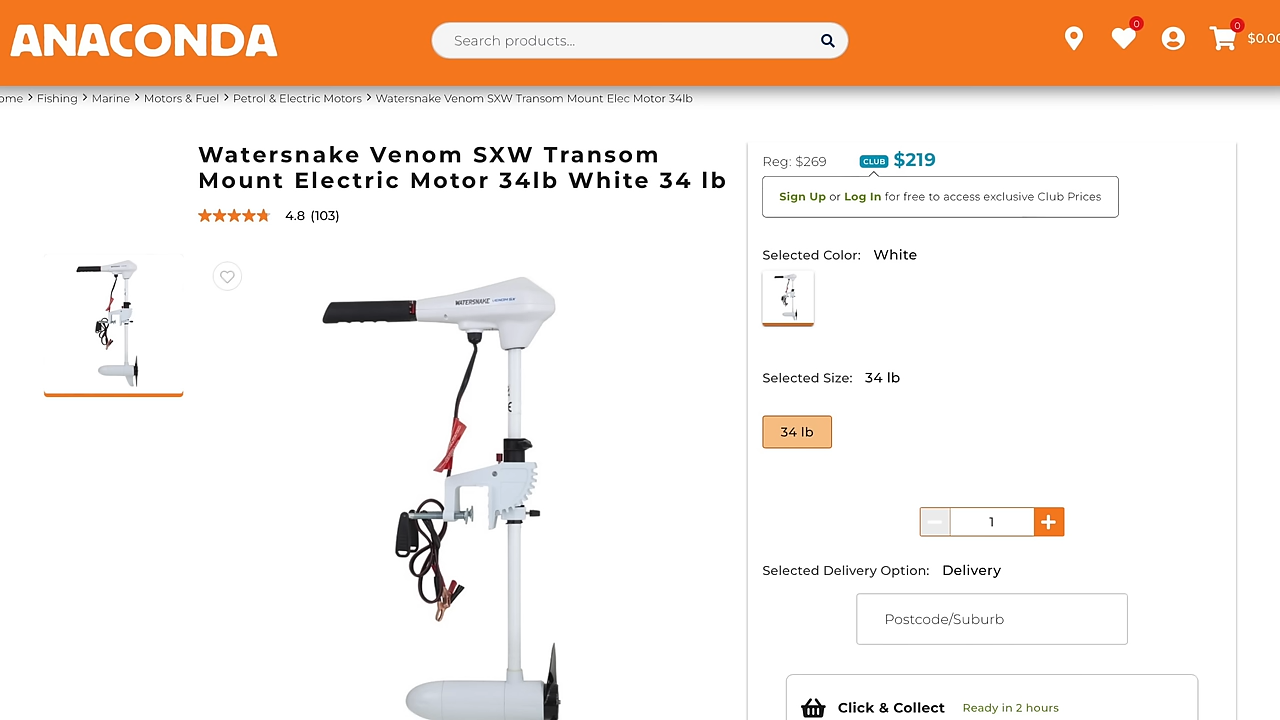 ANACONDA
Search products...
0
0
$0.00
ome > Fishing > Marine > Motors & Fuel > Petrol & Electric Motors > Watersnake Venom SXW Transom Mount Elec Motor 34lb
Watersnake Venom SXW Transom
Mount Electric Motor 34lb White 34 lb
4.8 (103)
WATERSNAKE VENOM SX
Reg: $269 CLUB $219
Sign Up or Log In for free to access exclusive Club Prices
Selected Color: White
Selected Size: 34 lb
34 lb
1
Selected Delivery Option: Delivery
Postcode/Suburb
Click & Collect Ready in 2 hours